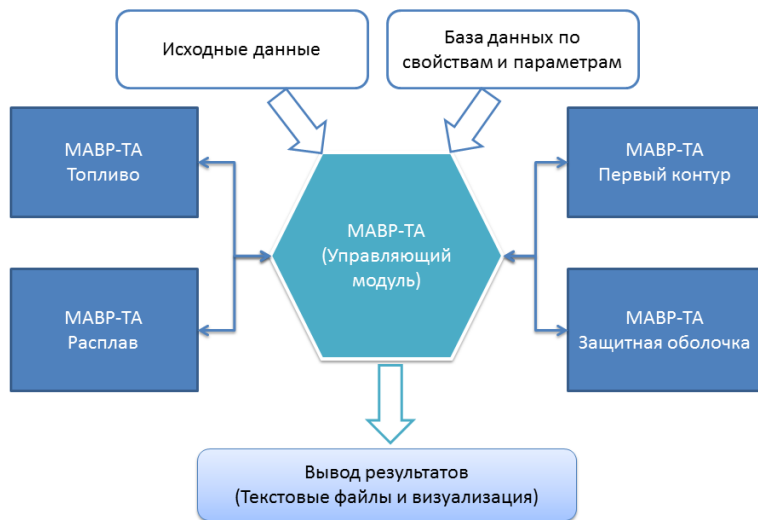 Исходные данные
База данных по
свойствам и параметрам
МАВР-ТА
Топливо
МАВР-ТА
Первый контур
МАВР-ТА
(Управляющий
модуль)
МАВР-ТА
Расплав
МАВР-ТА
Защитная оболочка
Вывод результатов
(Текстовые файлы и визуализация)